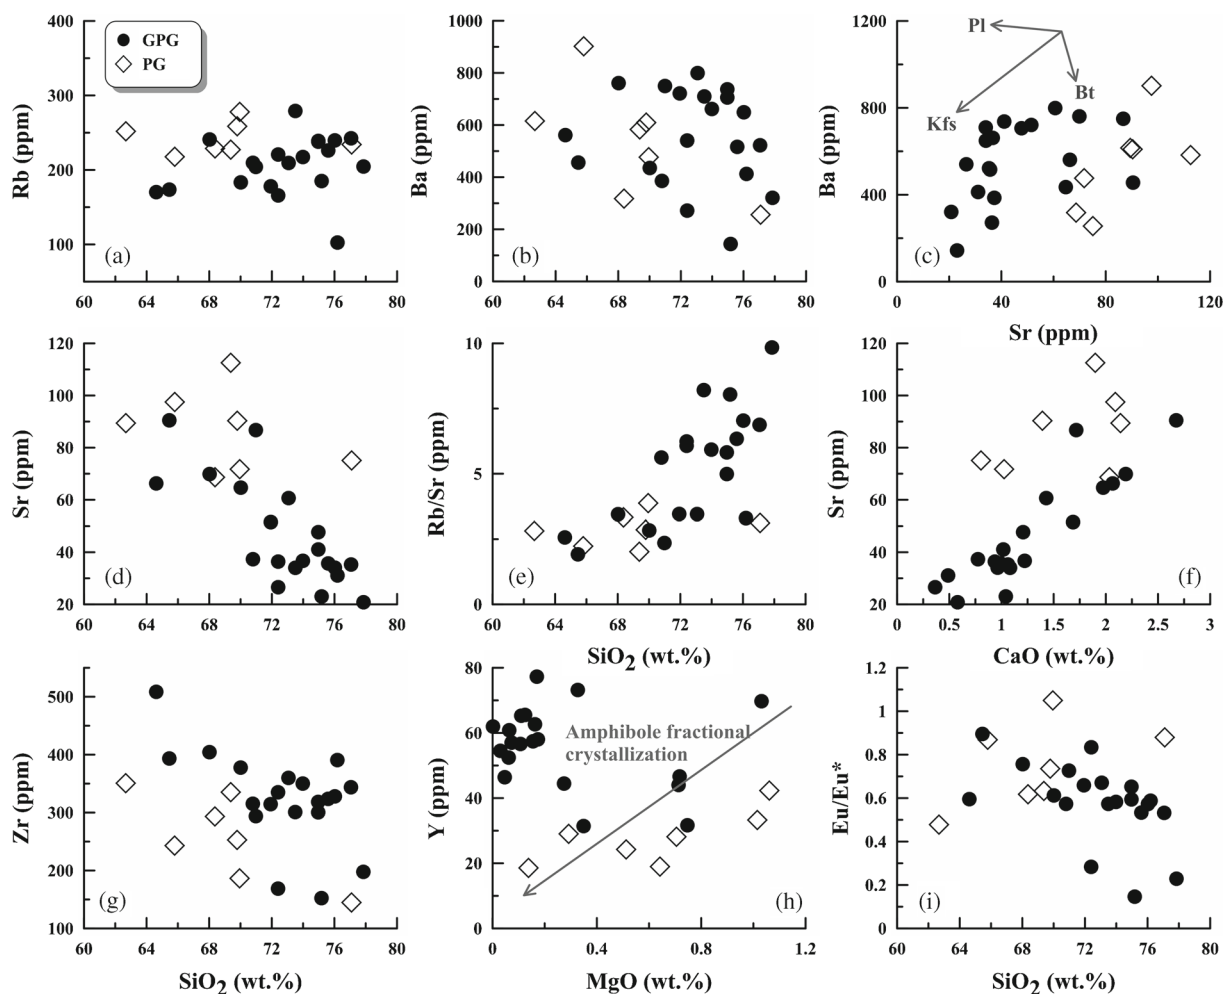 400
300
200
100
Rb (ppm)
GPG
PG
(a)
60 64 68 72 76 80
1000
800
600
400
200
0
Ba (ppm)
(b)
60 64 68 72 76 80
1200
800
400
0
Ba (ppm)
Pl
Bt
Kfs
(c)
0 40 80 120
Sr (ppm)
120
100
80
60
40
20
Sr (ppm)
(d)
60 64 68 72 76 80
10
5
0
Rb/Sr (ppm)
(e)
60 64 68 72 76 80
SiO2 (wt.%)
120
100
80
60
40
20
Sr (ppm)
(f)
0 0.5 1 1.5 2 2.5 3
CaO (wt.%)
500
400
300
200
100
Zr (ppm)
(g)
60 64 68 72 76 80
SiO2 (wt.%)
80
60
40
20
0
Y (ppm)
Amphibole fractional
crystallization
(h)
0 0.4 0.8 1.2
MgO (wt.%)
1.2
1
0.8
0.6
0.4
0.2
0
Eu/Eu*
(i)
60 64 68 72 76 80
SiO2 (wt.%)